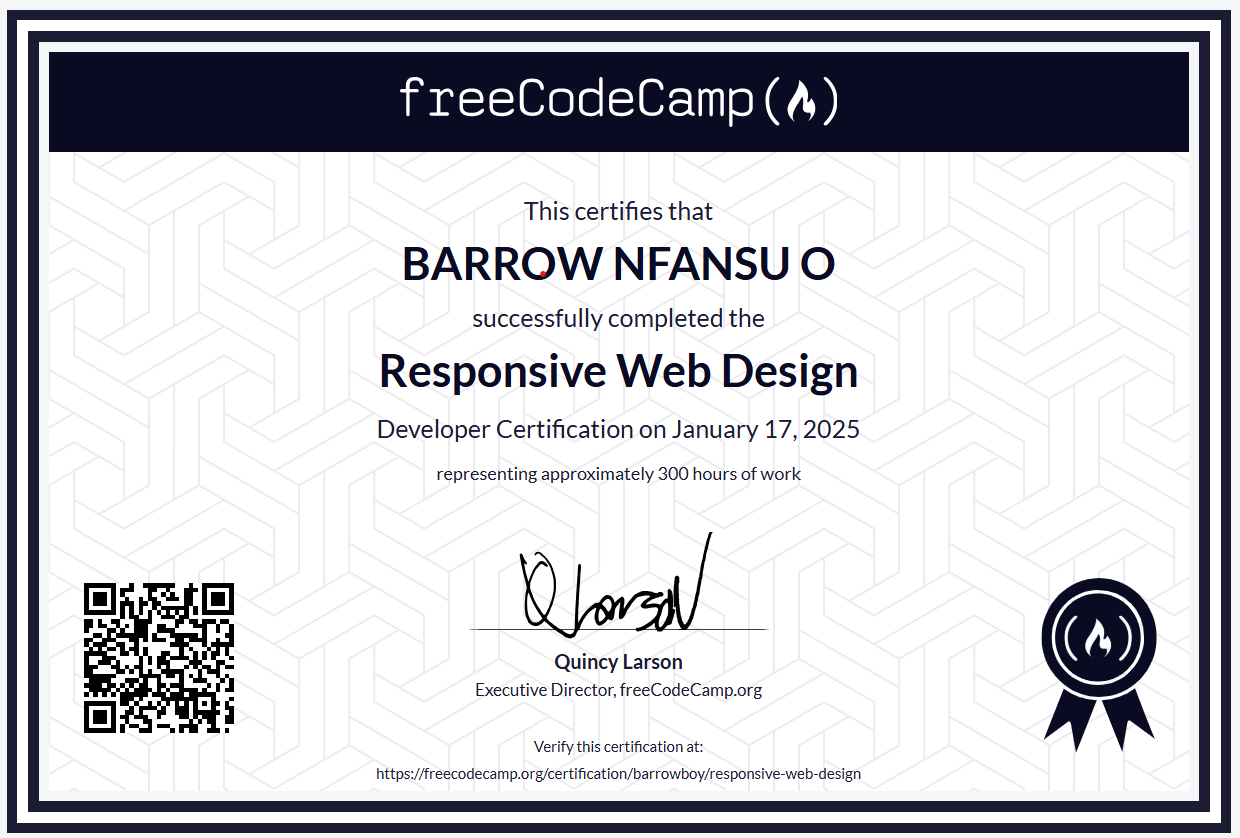 freeCodeCamp(🔥)
This certifies that
BARROW NFANSU O
successfully completed the
Responsive Web Design
Developer Certification on January 17, 2025
representing approximately 300 hours of work
Quincy Larson
Executive Director, freeCodeCamp.org
Verify this certification at:
https://freecodecamp.org/certification/barrowboy/responsive-web-design